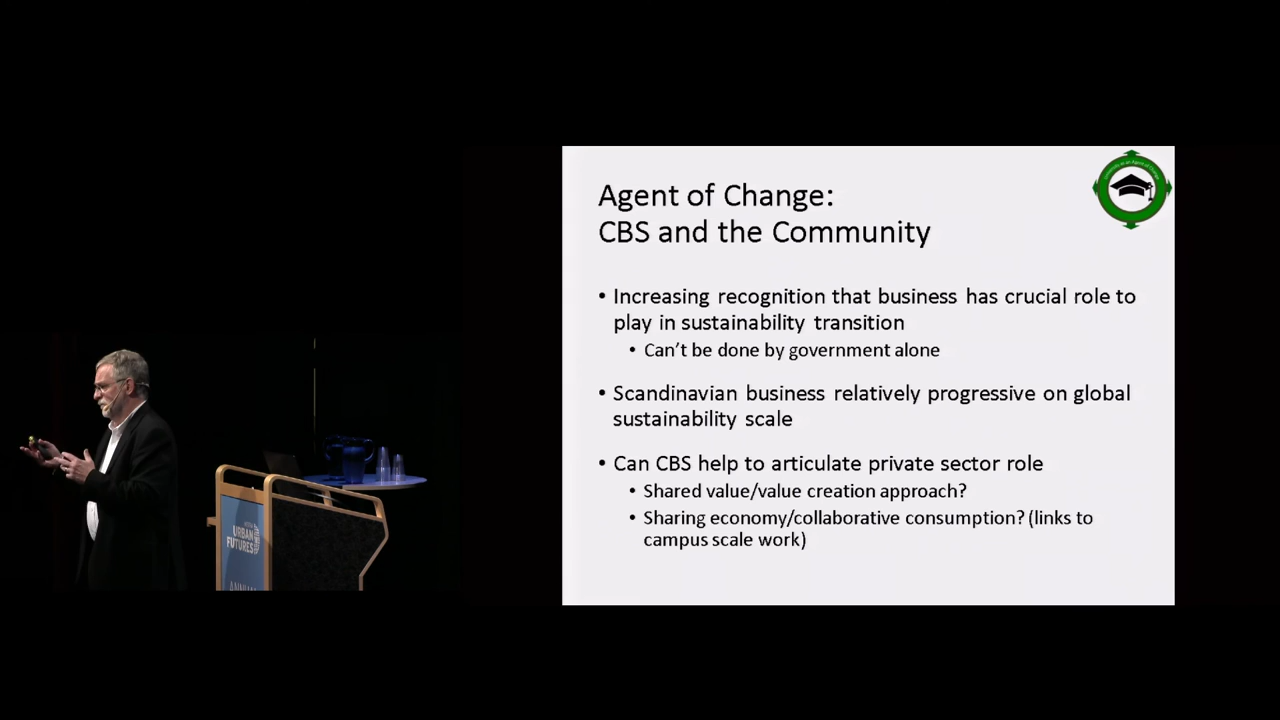 Agent of Change:
CBS and the Community
• Increasing recognition that business has crucial role to
play in sustainability transition
• Can't be done by government alone
• Scandinavian business relatively progressive on global
sustainability scale
• Can CBS help to articulate private sector role
• Shared value/value creation approach?
• Sharing economy/collaborative consumption? (links to
campus scale work)
URBAN
FUTURES